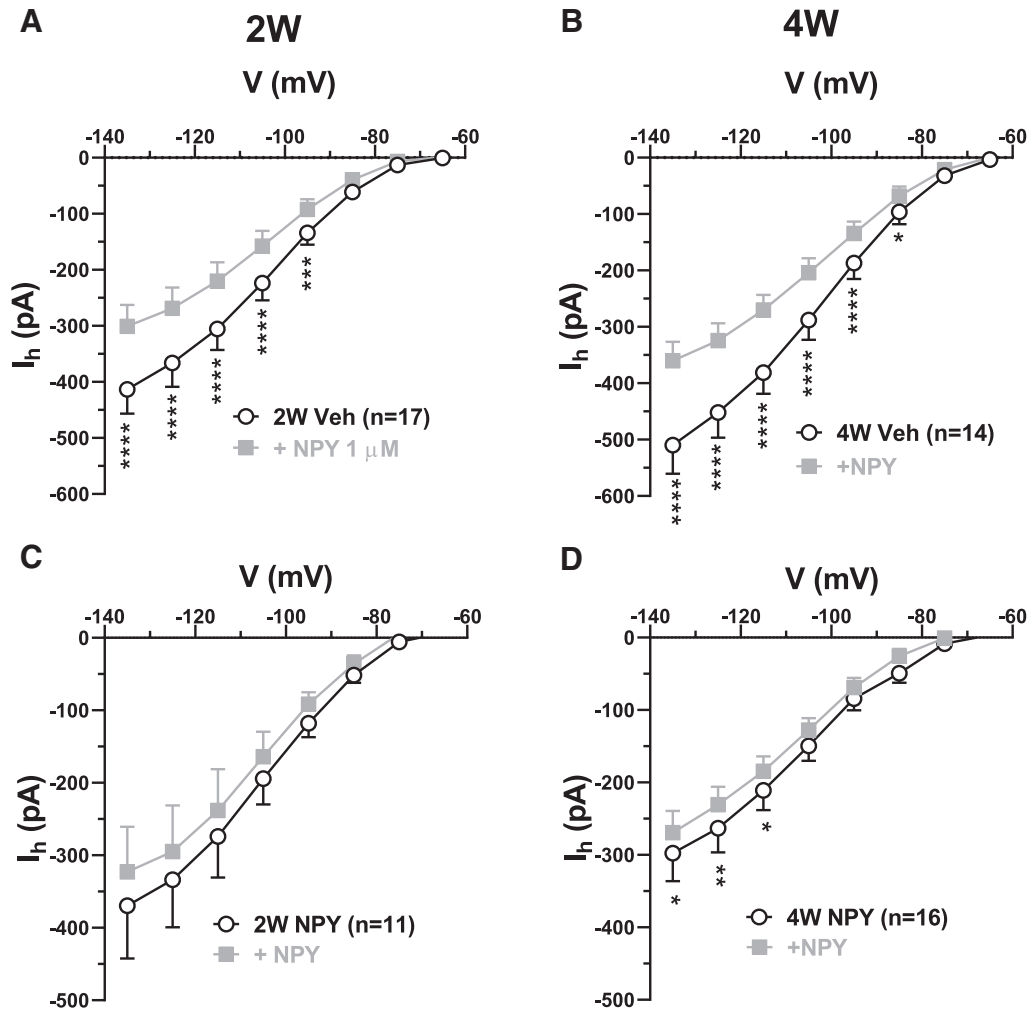 A
2W
V (mV)
-140 -120 -100 -80 -60
0
-100
-200
-300
-400
-500
-600
Ih (pA)
****
****
****
****
***
2W Veh (n=17)
+ NPY 1 μM
B
4W
V (mV)
-140 -120 -100 -80 -60
0
-100
-200
-300
-400
-500
-600
Ih (pA)
****
****
****
****
****
*
4W Veh (n=14)
+NPY
C
V (mV)
-140 -120 -100 -80 -60
0
-100
-200
-300
-400
-500
Ih (pA)
2W NPY (n=11)
+ NPY
D
V (mV)
-140 -120 -100 -80 -60
0
-100
-200
-300
-400
-500
Ih (pA)
*
**
*
4W NPY (n=16)
+NPY